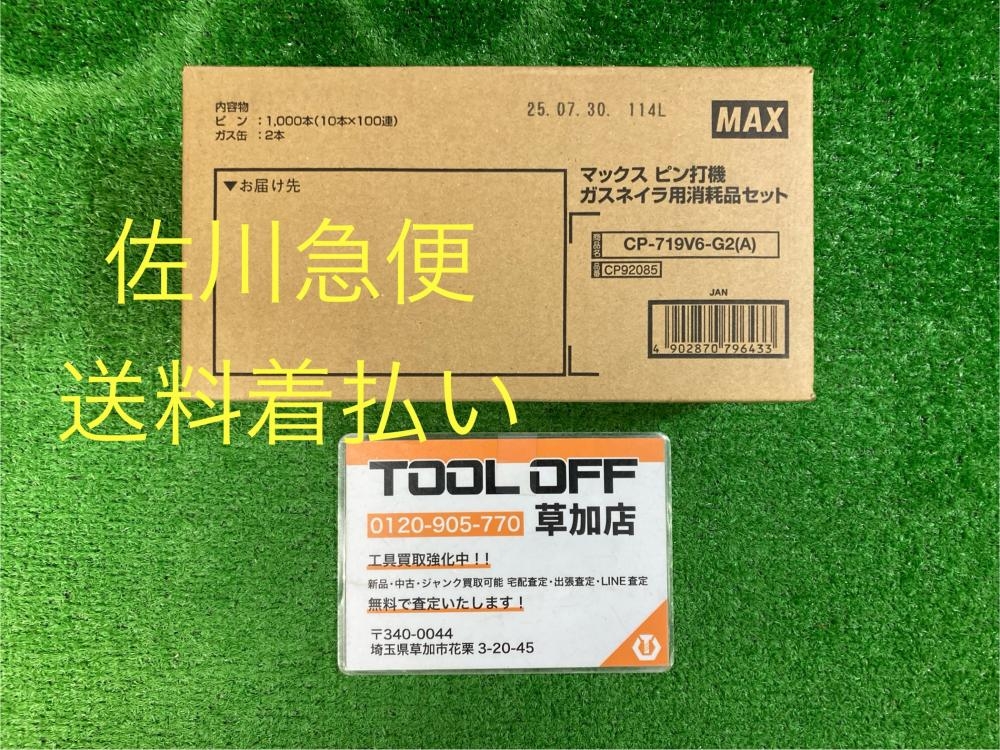 内容物
ピン:1,000本(10本×100連)
ガス缶:2本
25.07.30. 114L
MAX
▼お届け先
マックス ピン打機
ガスネイラ用消耗品セット
商品名 CP-719V6-G2(A)
品番 CP92085
JAN
4 902870 796433
佐川急便
送料着払い
TOOL OFF
0120-905-770 草加店
工具買取強化中!!
新品・中古・ジャンク買取可能 宅配査定・出張査定・LINE査定
無料で査定いたします!
〒340-0044
埼玉県草加市花栗 3-20-45